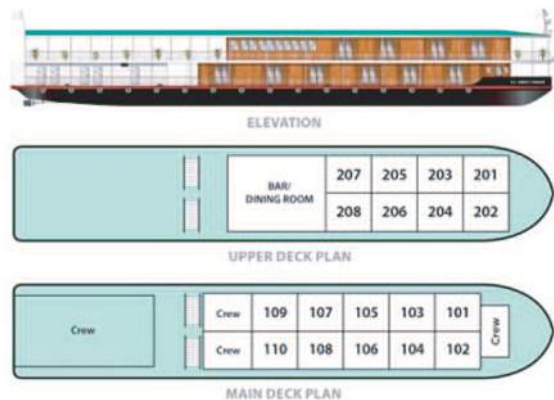 ELEVATION
BAR/
DINING ROOM
207 205 203 201
208 206 204 202
UPPER DECK PLAN
Crew
Crew 109 107 105 103 101
Crew
Crew 110 108 106 104 102
MAIN DECK PLAN